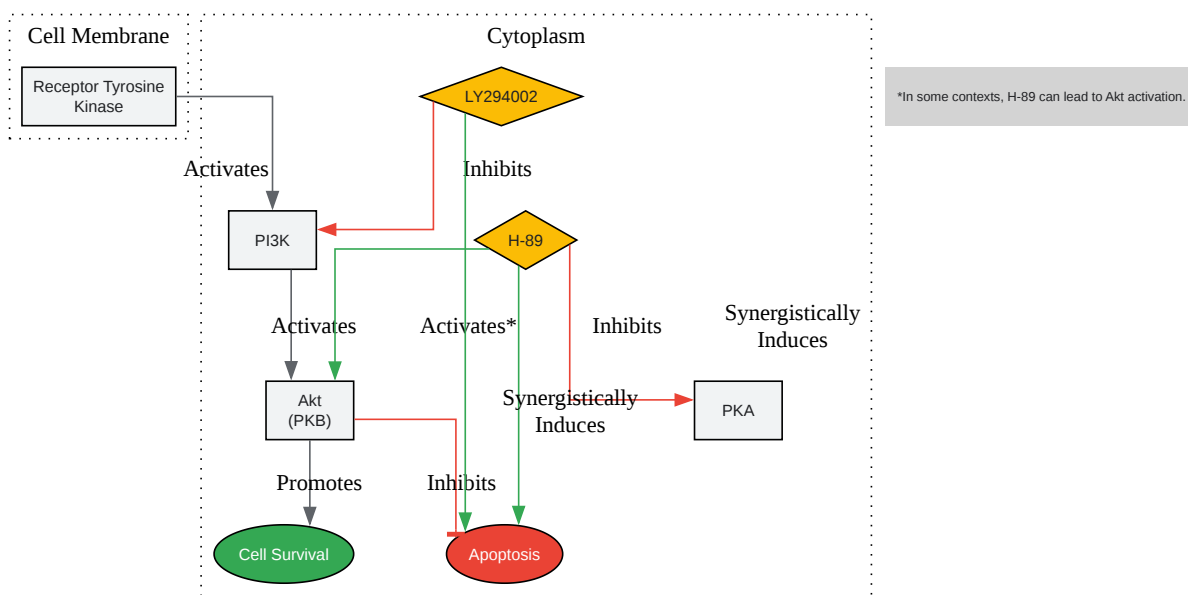 Cell Membrane
Cytoplasm
Receptor Tyrosine
Kinase
LY294002
*In some contexts, H-89 can lead to Akt activation.
Activates
Inhibits
PI3K
H-89
Activates
Activates*
Inhibits
Synergistically
Induces
Akt
(PKB)
Synergistically
Induces
PKA
Promotes
Inhibits
Cell Survival
Apoptosis